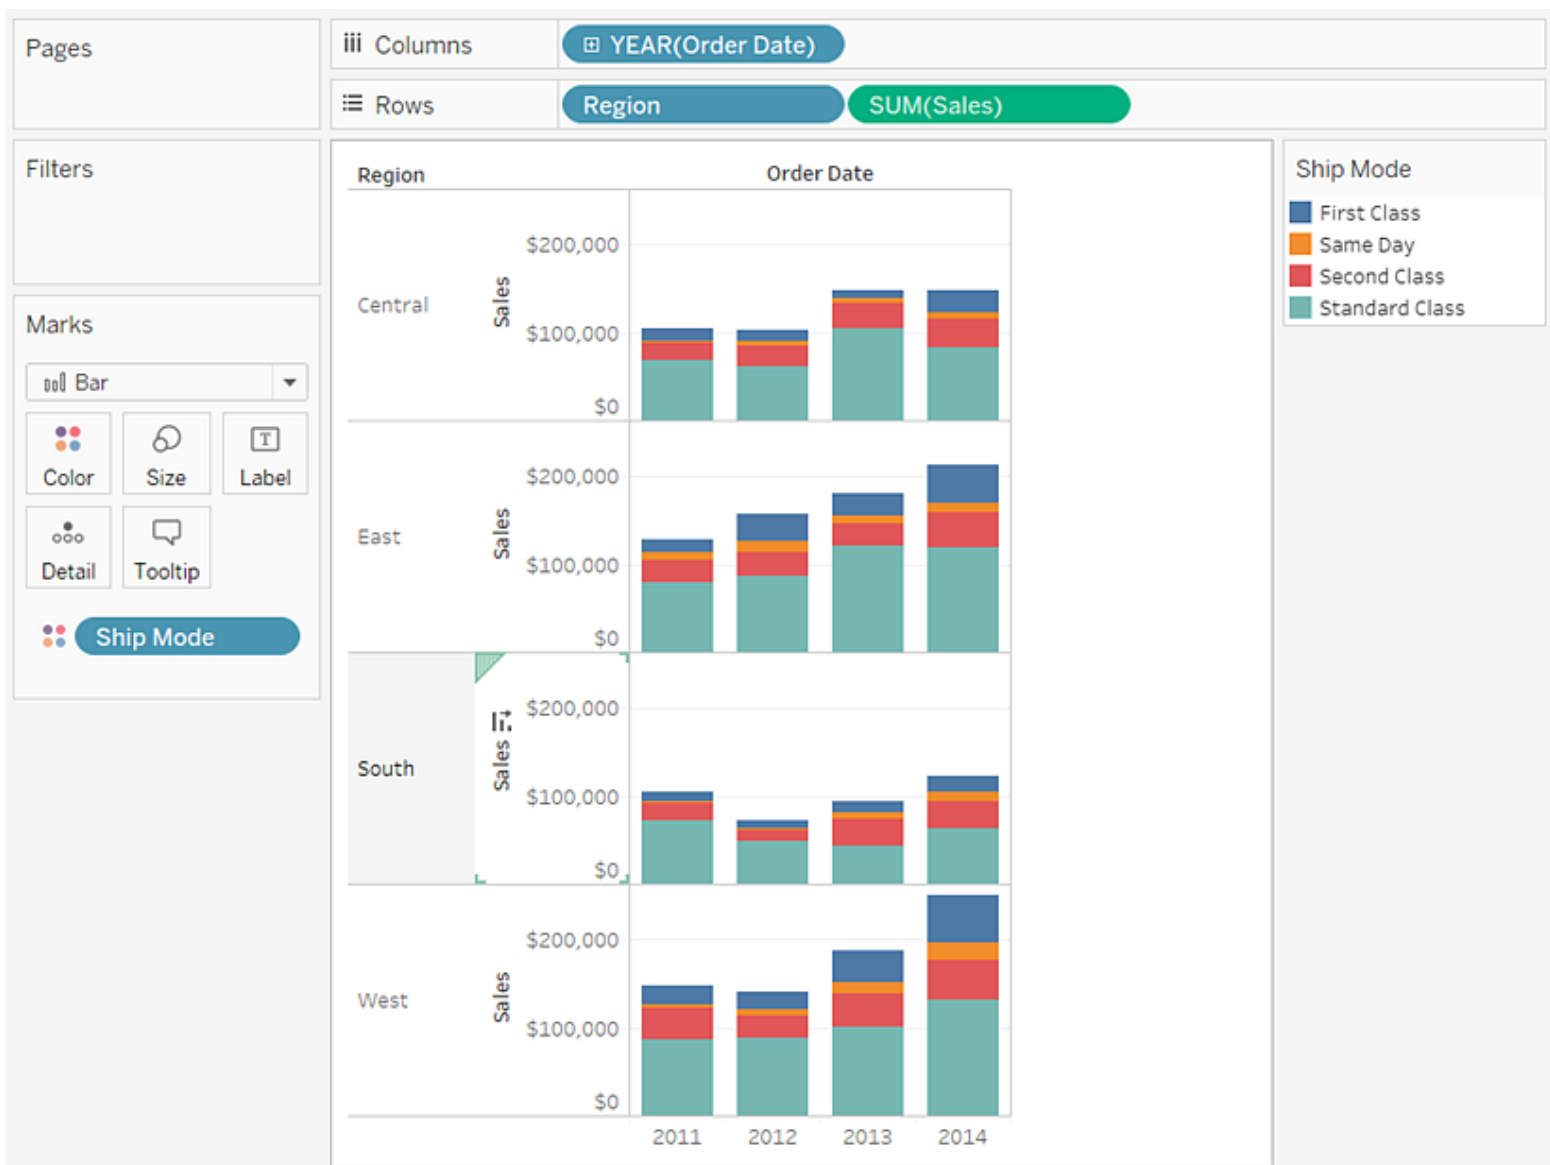 Pages
Columns
YEAR(Order Date)
Rows
Region
SUM(Sales)
Filters
Marks
Bar
Color
Size
Label
Detail
Tooltip
Ship Mode
Region
Order Date
Central
Sales
$200,000
$100,000
$0
East
Sales
$200,000
$100,000
$0
South
Sales
$200,000
$100,000
$0
West
Sales
$200,000
$100,000
$0
2011
2012
2013
2014
Ship Mode
First Class
Same Day
Second Class
Standard Class